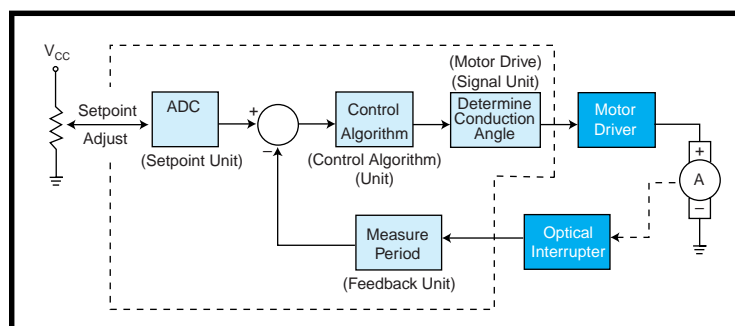 V_CC
Setpoint
Adjust
ADC
(Setpoint Unit)
+
−
Control
Algorithm
(Control Algorithm)
(Unit)
(Motor Drive)
(Signal Unit)
Determine
Conduction
Angle
Motor
Driver
+
A
−
Measure
Period
(Feedback Unit)
Optical
Interrupter